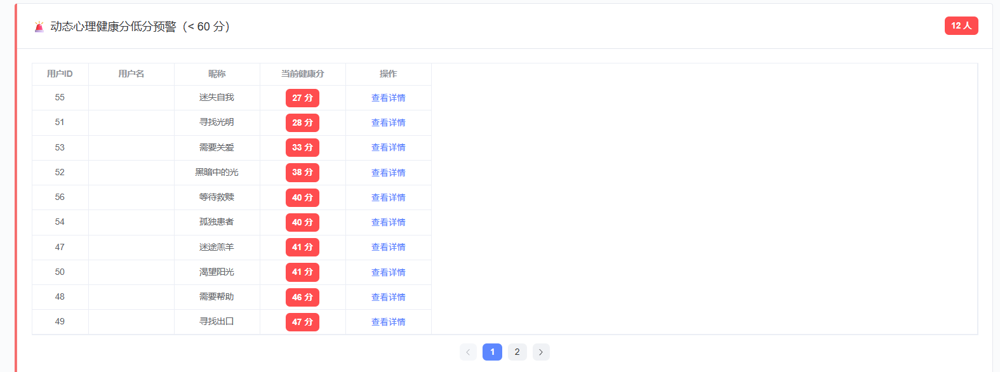 动态心理健康分低分预警（< 60 分）
12 人
用户ID 用户名 昵称 当前健康分 操作
55 迷失自我 27 分 查看详情
51 寻找光明 28 分 查看详情
53 需要关爱 33 分 查看详情
52 黑暗中的光 38 分 查看详情
56 等待救赎 40 分 查看详情
54 孤独患者 40 分 查看详情
47 迷途羔羊 41 分 查看详情
50 渴望阳光 41 分 查看详情
48 需要帮助 46 分 查看详情
49 寻找出口 47 分 查看详情
1 2